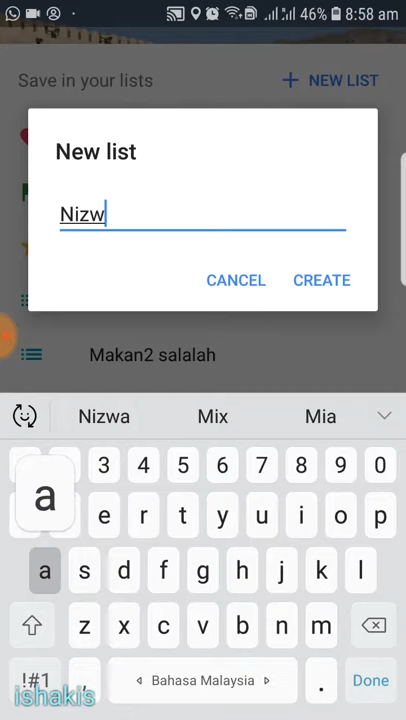 46% 8:58 am
Save in your lists
+ NEW LIST
New list
Nizw
CANCEL CREATE
Makan2 salalah
Nizwa Mix Mia
3 4 5 6 7 8 9 0
a
e r t y u i o p
a s d f g h j k l
z x c v b n m
!#1 , Bahasa Malaysia . Done
ishakis